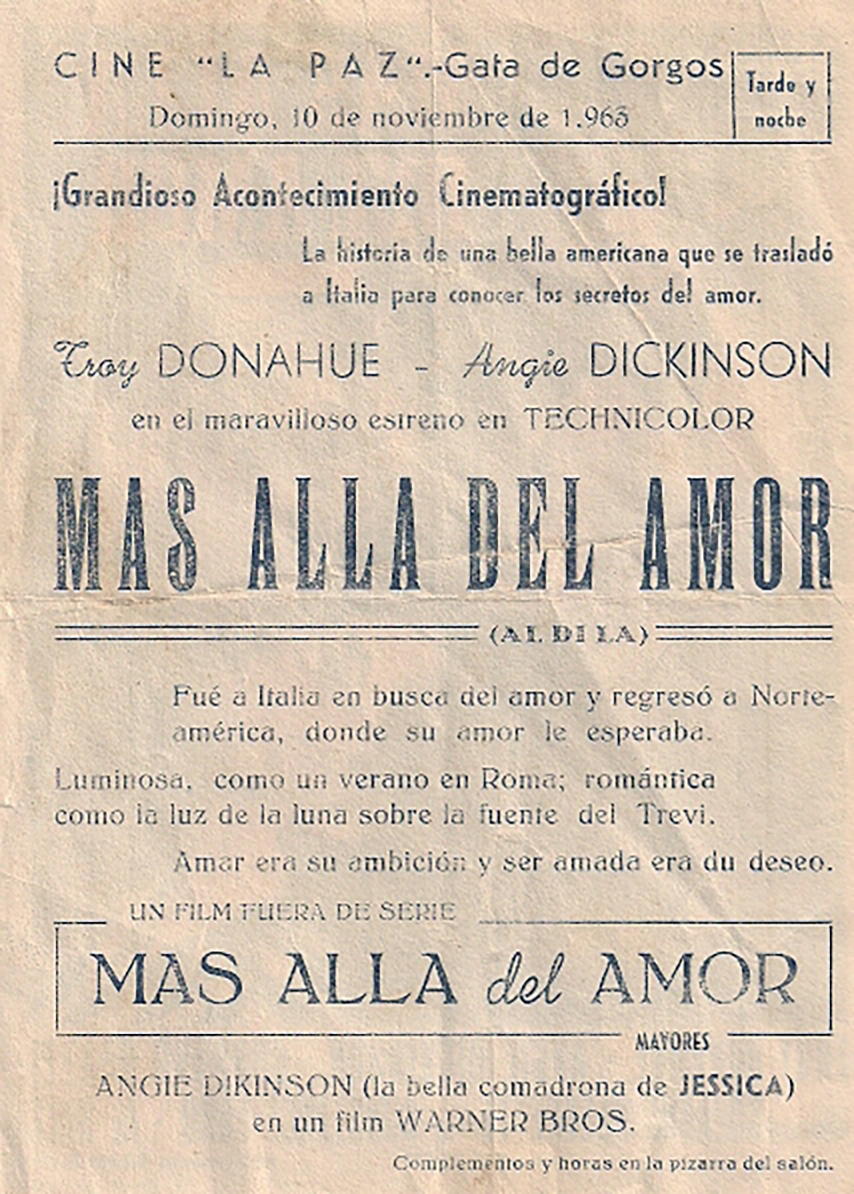 CINE "LA PAZ".-Gata de Gorgos
Tarde y
noche
Domingo, 10 de noviembre de 1.963
¡Grandioso Acontecimiento Cinematográfico!
La historia de una bella americana que se trasladó
a Italia para conocer los secretos del amor.
Troy DONAHUE - Angie DICKINSON
en el maravilloso estreno en TECHNICOLOR
MAS ALLA DEL AMOR
(AL DI LA)
Fué a Italia en busca del amor y regresó a Norte-
américa, donde su amor le esperaba.
Luminosa, como un verano en Roma; romántica
como la luz de la luna sobre la fuente del Trevi.
Amar era su ambición y ser amada era du deseo.
UN FILM FUERA DE SERIE
MAS ALLA del AMOR
MAYORES
ANGIE DIKINSON (la bella comadrona de JESSICA)
en un film WARNER BROS.
Complementos y horas en la pizarra del salón.